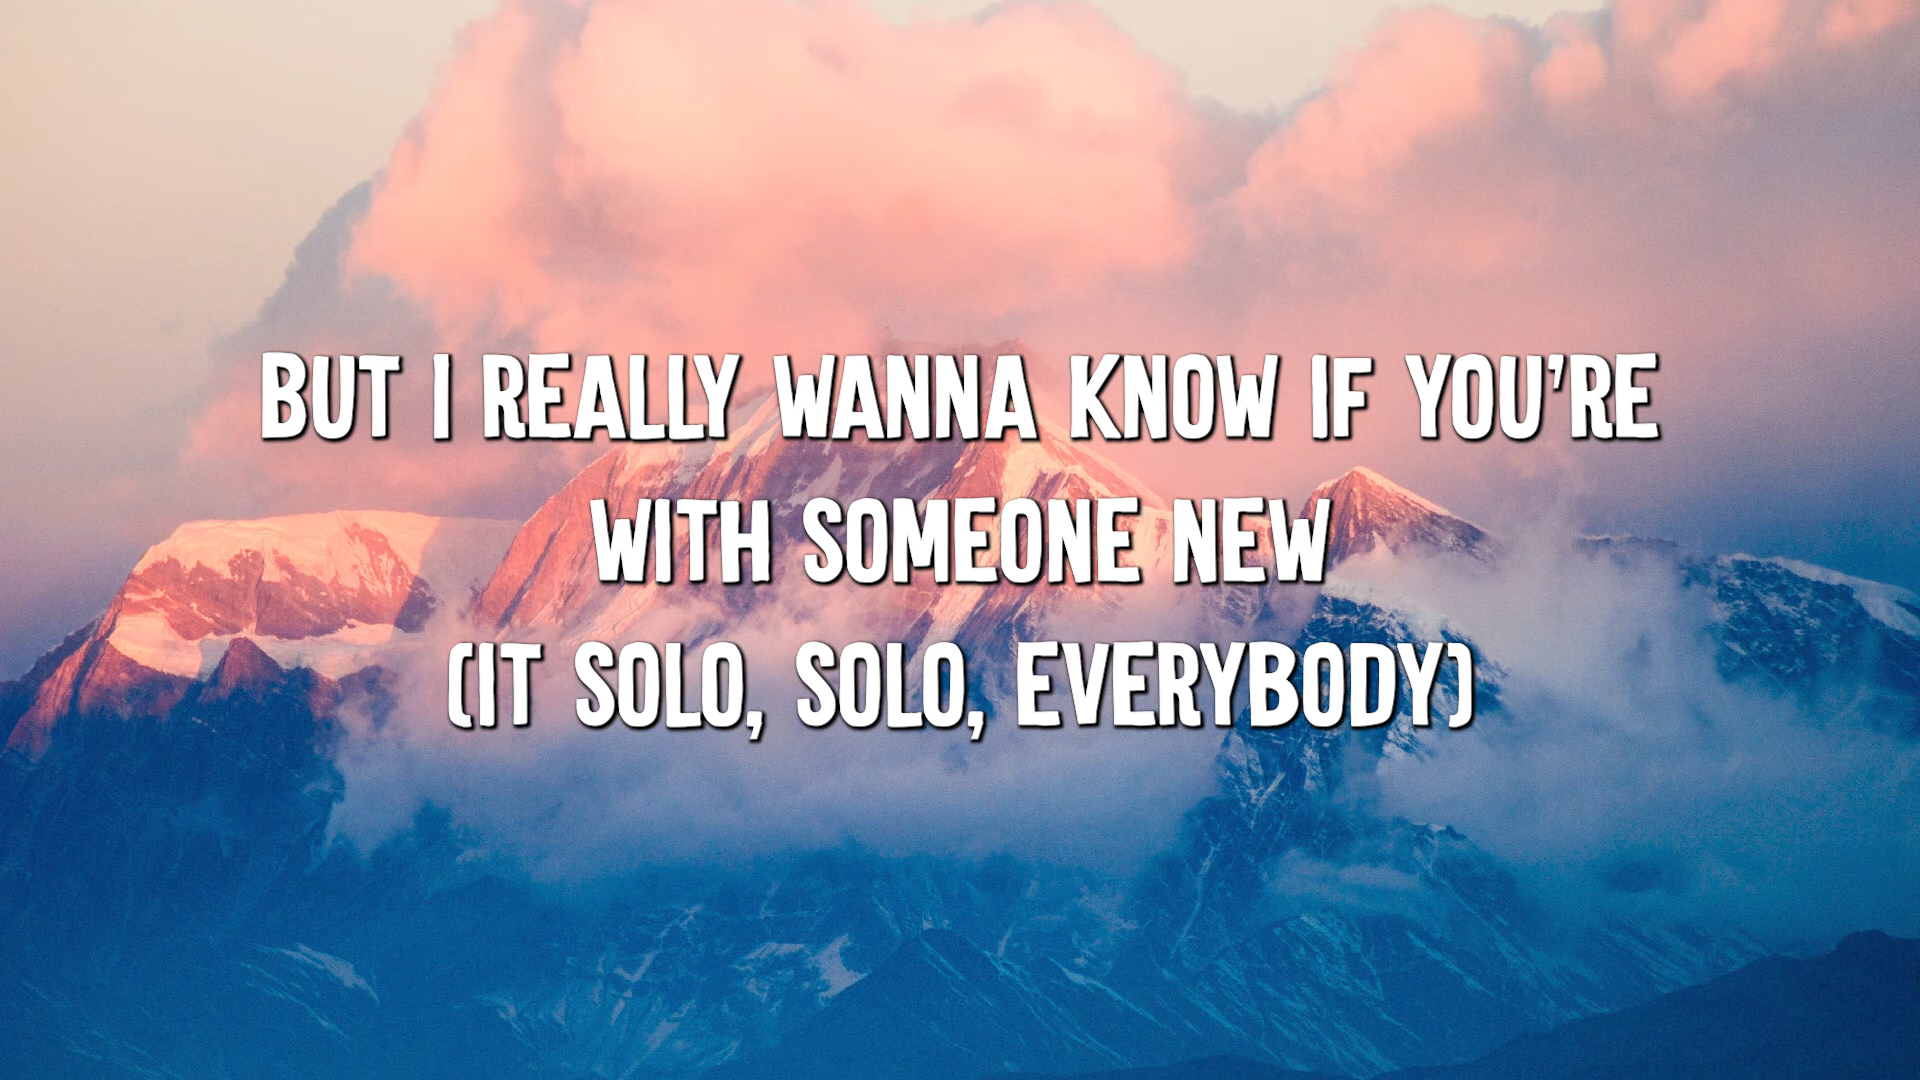 BUT I REALLY WANNA KNOW IF YOU'RE
WITH SOMEONE NEW
(IT SOLO, SOLO, EVERYBODY)